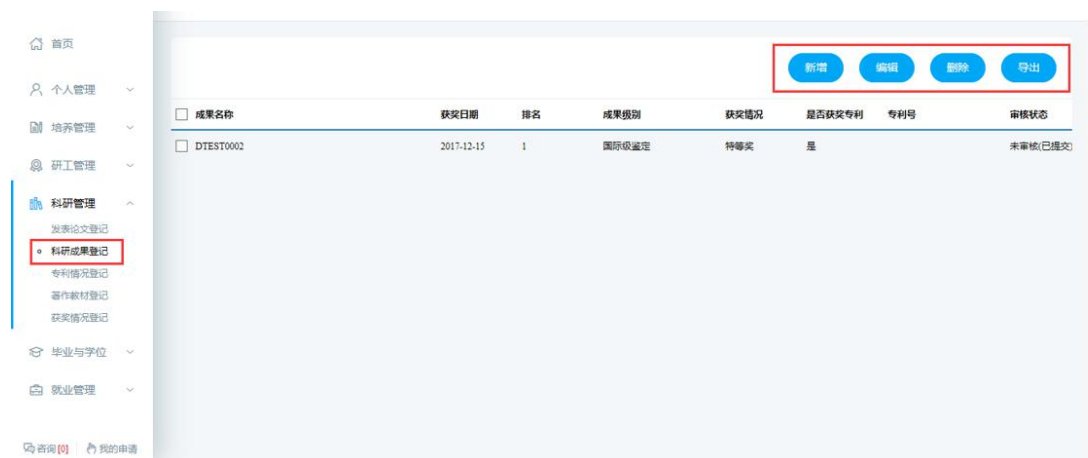 首页
个人管理
培养管理
研工管理
科研管理
发表论文登记
科研成果登记
专利情况登记
著作教材登记
获奖情况登记
毕业与学位
就业管理
咨询[0] 我的申请
新增 编辑 删除 导出
成果名称 获奖日期 排名 成果级别 获奖情况 是否获奖专利 专利号 审核状态
DTEST0002 2017-12-15 1 国际级鉴定 特等奖 是 未审核(已提交)